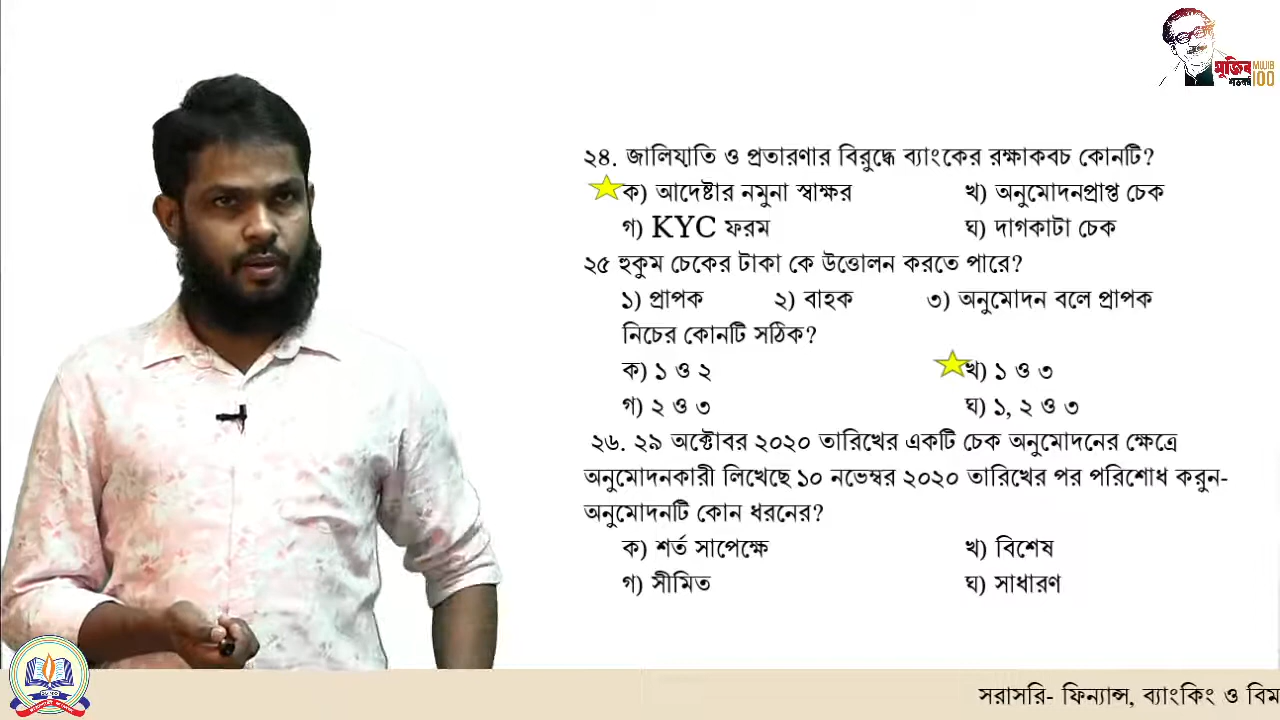 মুজিব MUJIB
শতবর্ষ 100
২৪. জালিয়াতি ও প্রতারণার বিরুদ্ধে ব্যাংকের রক্ষাকবচ কোনটি?
ক) আদেষ্টার নমুনা স্বাক্ষর খ) অনুমোদনপ্রাপ্ত চেক
গ) KYC ফরম ঘ) দাগকাটা চেক
২৫ হুকুম চেকের টাকা কে উত্তোলন করতে পারে?
১) প্রাপক ২) বাহক ৩) অনুমোদন বলে প্রাপক
নিচের কোনটি সঠিক?
ক) ১ ও ২ খ) ১ ও ৩
গ) ২ ও ৩ ঘ) ১, ২ ও ৩
২৬. ২৯ অক্টোবর ২০২০ তারিখের একটি চেক অনুমোদনের ক্ষেত্রে
অনুমোদনকারী লিখেছে ১০ নভেম্বর ২০২০ তারিখের পর পরিশোধ করুন-
অনুমোদনটি কোন ধরনের?
ক) শর্ত সাপেক্ষে খ) বিশেষ
গ) সীমিত ঘ) সাধারণ
সরাসরি- ফিন্যান্স, ব্যাংকিং ও বিম